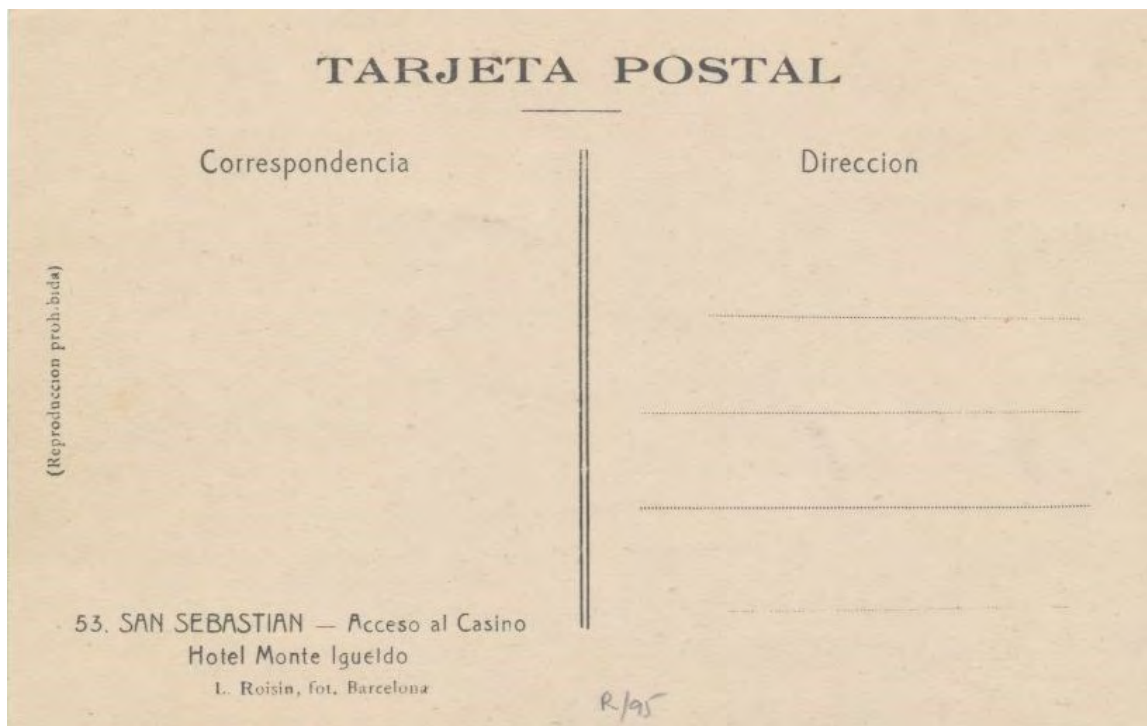 TARJETA POSTAL
Correspondencia
Direccion
(Reproduccion prohibida)
53. SAN SEBASTIAN — Acceso al Casino
Hotel Monte Igueldo
L. Roisin, fot. Barcelona
R/95